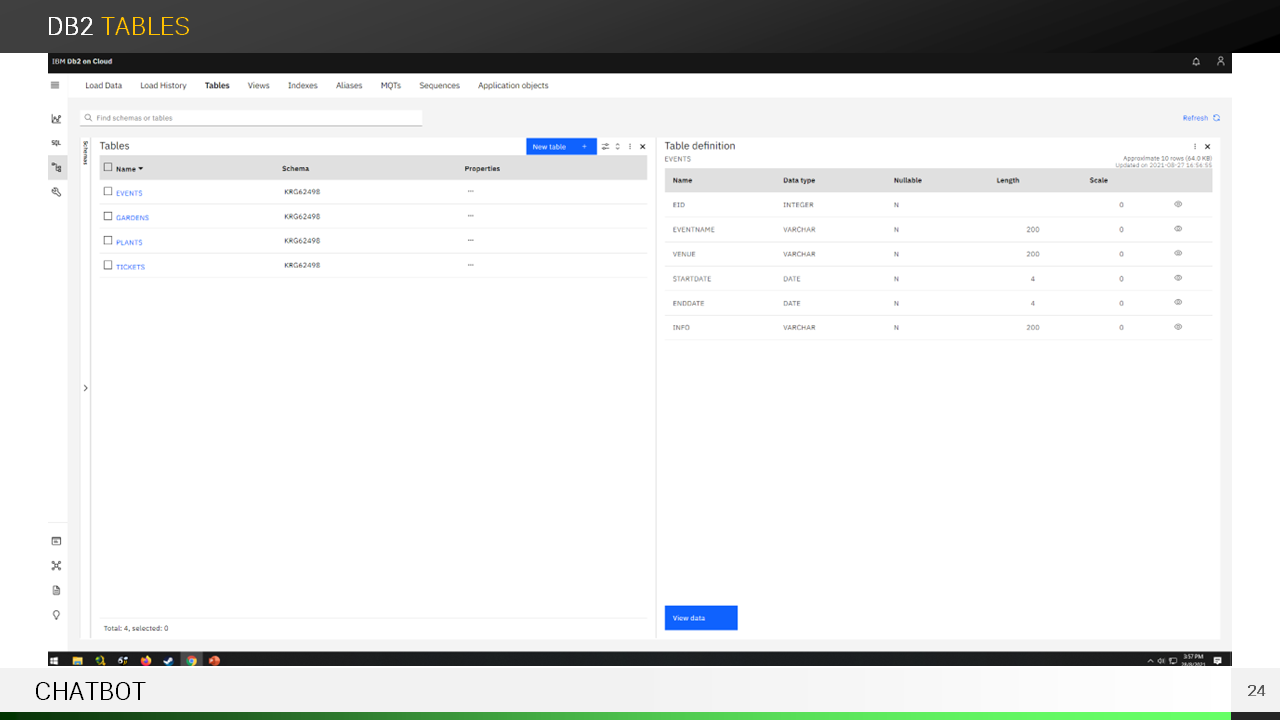 DB2 TABLES
IBM Db2 on Cloud
Load Data Load History Tables Views Indexes Aliases MQTs Sequences Application objects
Find schemas or tables
Refresh
Schemas
Tables
New table +
Name Schema Properties
EVENTS KRG62498 ...
GARDENS KRG62498 ...
PLANTS KRG62498 ...
TICKETS KRG62498 ...
Total: 4, selected: 0
Table definition
EVENTS
Approximate 10 rows (64.0 KB)
Updated on 2021-08-27 16:56:55
Name Data type Nullable Length Scale
EID INTEGER N 0
EVENTNAME VARCHAR N 200 0
VENUE VARCHAR N 200 0
STARTDATE DATE N 4 0
ENDDATE DATE N 4 0
INFO VARCHAR N 200 0
View data
SQL
3:57 PM
CHATBOT
24